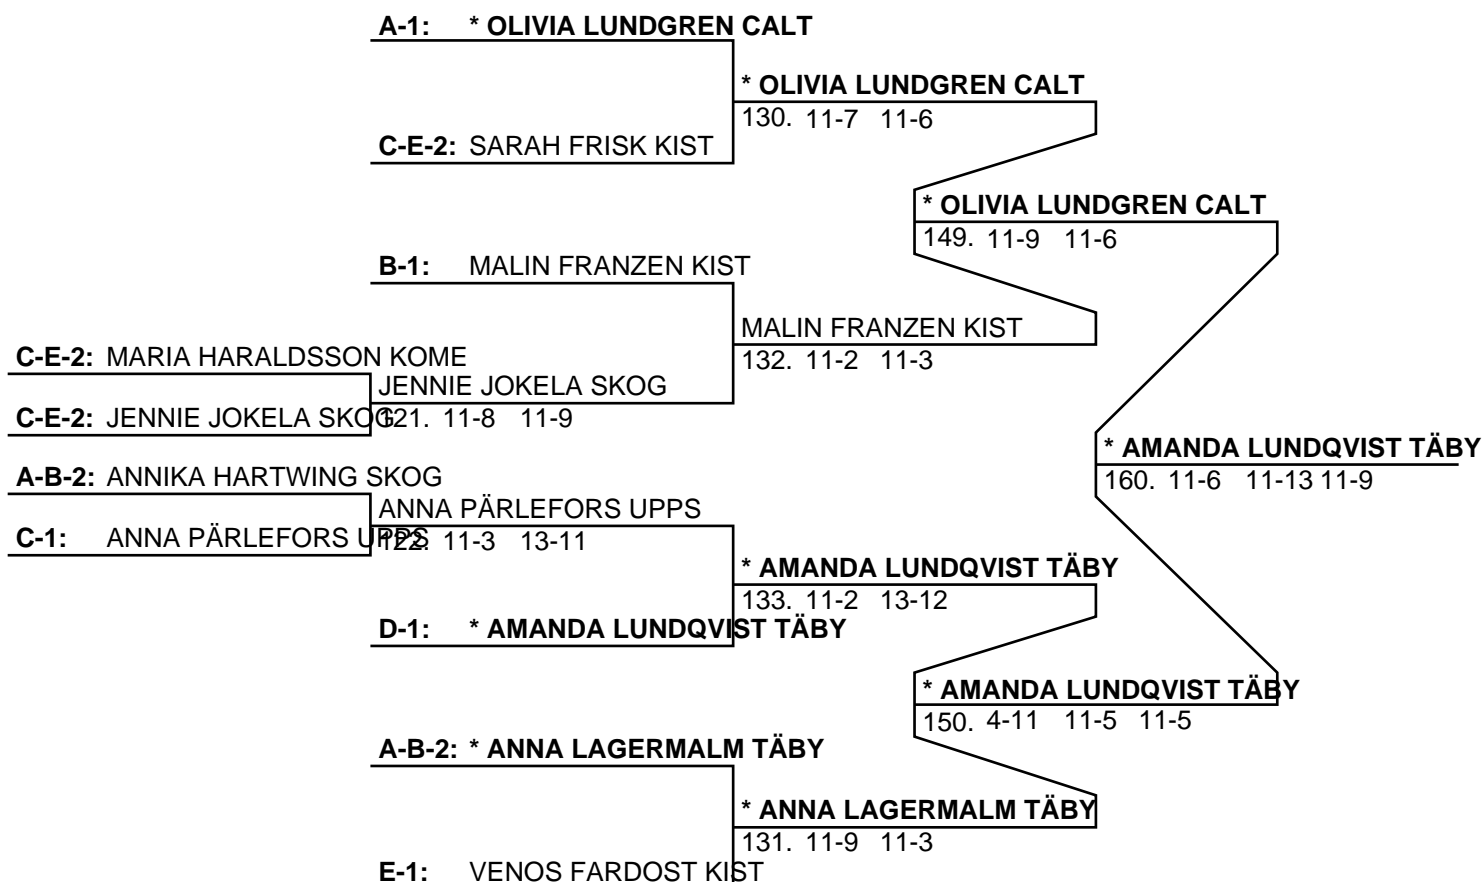 A-1: * OLIVIA LUNDGREN CALT
* OLIVIA LUNDGREN CALT
130. 11-7 11-6
C-E-2: SARAH FRISK KIST
* OLIVIA LUNDGREN CALT
149. 11-9 11-6
B-1: MALIN FRANZEN KIST
MALIN FRANZEN KIST
132. 11-2 11-3
C-E-2: MARIA HARALDSSON KOME
JENNIE JOKELA SKOG
C-E-2: JENNIE JOKELA SKOG
121. 11-8 11-9
* AMANDA LUNDQVIST TÄBY
160. 11-6 11-13 11-9
A-B-2: ANNIKA HARTWING SKOG
ANNA PÄRLEFORS UPPS
C-1: ANNA PÄRLEFORS UPPS
122. 11-3 13-11
* AMANDA LUNDQVIST TÄBY
133. 11-2 13-12
D-1: * AMANDA LUNDQVIST TÄBY
* AMANDA LUNDQVIST TÄBY
150. 4-11 11-5 11-5
A-B-2: * ANNA LAGERMALM TÄBY
* ANNA LAGERMALM TÄBY
131. 11-9 11-3
E-1: VENOS FARDOST KIST